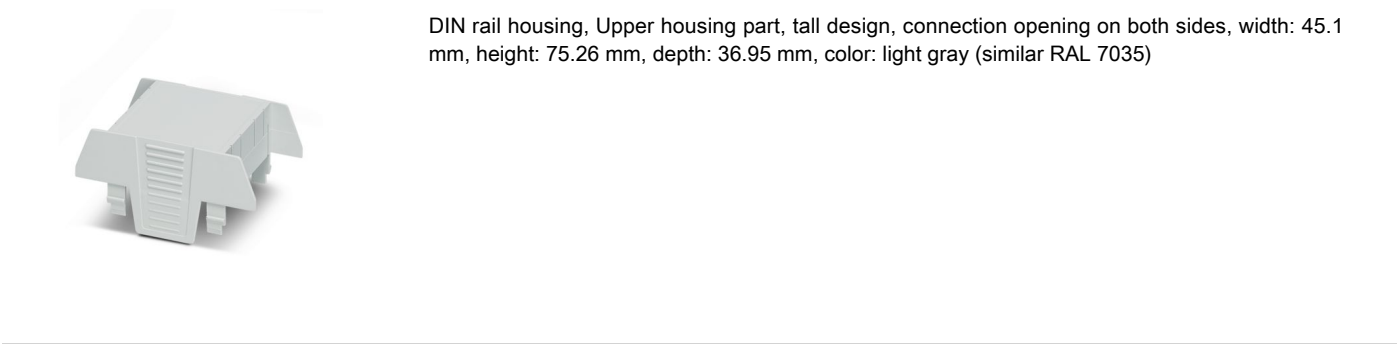 DIN rail housing, Upper housing part, tall design, connection opening on both sides, width: 45.1
mm, height: 75.26 mm, depth: 36.95 mm, color: light gray (similar RAL 7035)